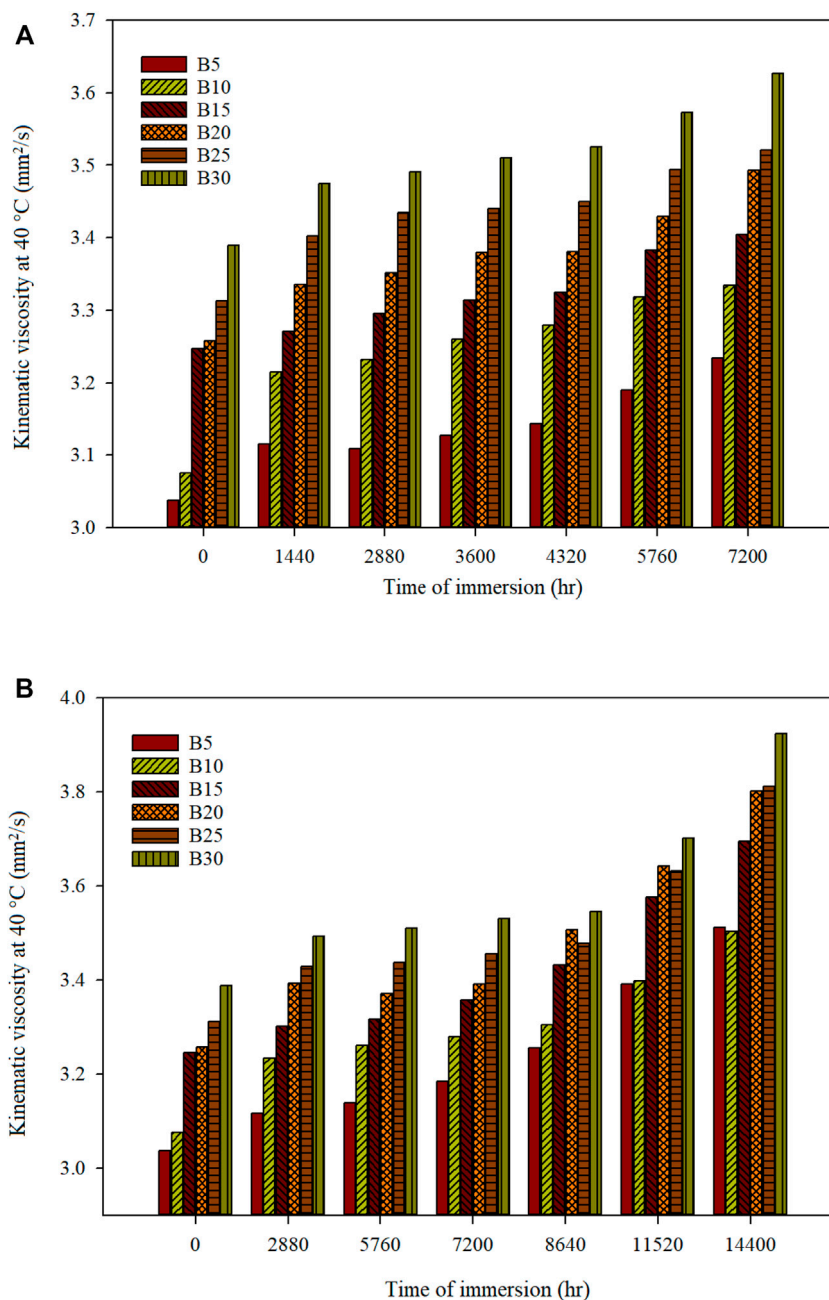 A
Kinematic viscosity at 40 °C (mm²/s)
3.7
3.6
3.5
3.4
3.3
3.2
3.1
3.0
B5
B10
B15
B20
B25
B30
0 1440 2880 3600 4320 5760 7200
Time of immersion (hr)
B
Kinematic viscosity at 40 °C (mm²/s)
4.0
3.8
3.6
3.4
3.2
3.0
B5
B10
B15
B20
B25
B30
0 2880 5760 7200 8640 11520 14400
Time of immersion (hr)